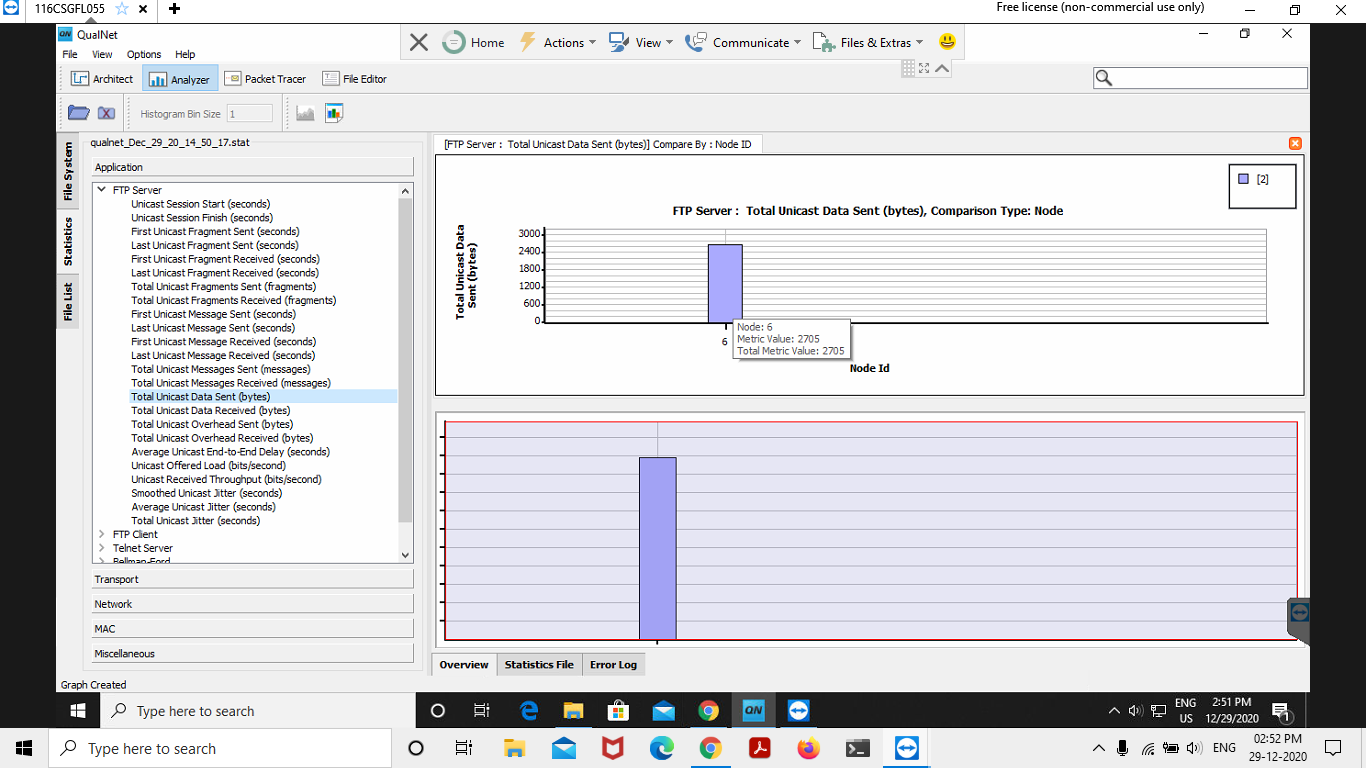 116CSGFL055
Free license (non-commercial use only)
QualNet
File View Options Help
Home Actions View Communicate Files & Extras
Architect Analyzer Packet Tracer File Editor
Histogram Bin Size 1
File System
Statistics
File List
qualnet_Dec_29_20_14_50_17.stat
Application
FTP Server
Unicast Session Start (seconds)
Unicast Session Finish (seconds)
First Unicast Fragment Sent (seconds)
Last Unicast Fragment Sent (seconds)
First Unicast Fragment Received (seconds)
Last Unicast Fragment Received (seconds)
Total Unicast Fragments Sent (fragments)
Total Unicast Fragments Received (fragments)
First Unicast Message Sent (seconds)
Last Unicast Message Sent (seconds)
First Unicast Message Received (seconds)
Last Unicast Message Received (seconds)
Total Unicast Messages Sent (messages)
Total Unicast Messages Received (messages)
Total Unicast Data Sent (bytes)
Total Unicast Data Received (bytes)
Total Unicast Overhead Sent (bytes)
Total Unicast Overhead Received (bytes)
Average Unicast End-to-End Delay (seconds)
Unicast Offered Load (bits/second)
Unicast Received Throughput (bits/second)
Smoothed Unicast Jitter (seconds)
Average Unicast Jitter (seconds)
Total Unicast Jitter (seconds)
FTP Client
Telnet Server
Bellman-Ford
Transport
Network
MAC
Miscellaneous
Graph Created
[FTP Server : Total Unicast Data Sent (bytes)] Compare By : Node ID
[2]
FTP Server : Total Unicast Data Sent (bytes), Comparison Type: Node
Total Unicast Data
Sent (bytes)
3000
2400
1800
1200
600
0
6
Node: 6
Metric Value: 2705
Total Metric Value: 2705
Node Id
Overview Statistics File Error Log
Type here to search
QN
ENG
US
2:51 PM
12/29/2020
1
Type here to search
ENG
02:52 PM
29-12-2020